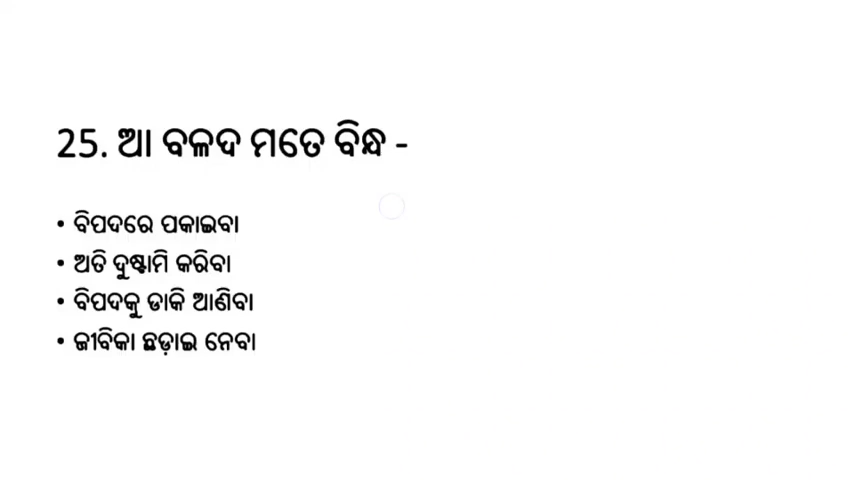 25. ଆ ବଳଦ ମତେ ବିନ୍ଧ -
• ବିପଦରେ ପକାଇବା
• ଅତି ଦୁଷ୍ଟାମି କରିବା
• ବିପଦକୁ ଡାକି ଆଣିବା
• ଜୀବିକା ଛଡ଼ାଇ ନେବା